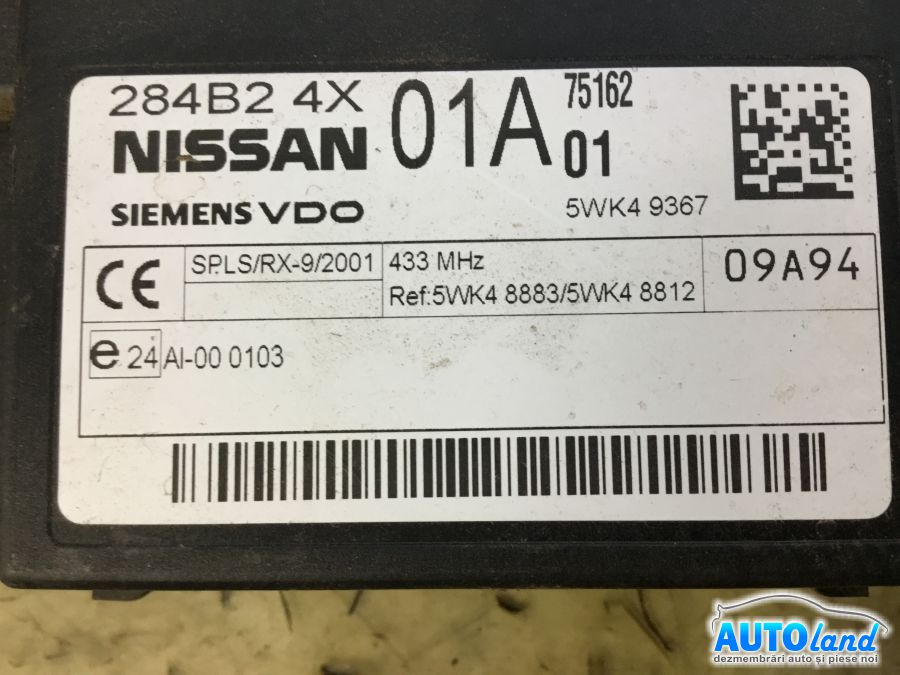 284B2 4X 01A 75162
NISSAN 01
SIEMENS VDO 5WK4 9367
CE SPLS/RX-9/2001 433 MHz 09A94
Ref:5WK4 8883/5WK4 8812
e 24 AI-00 0103
AUTOland
dezmembrări auto și piese noi